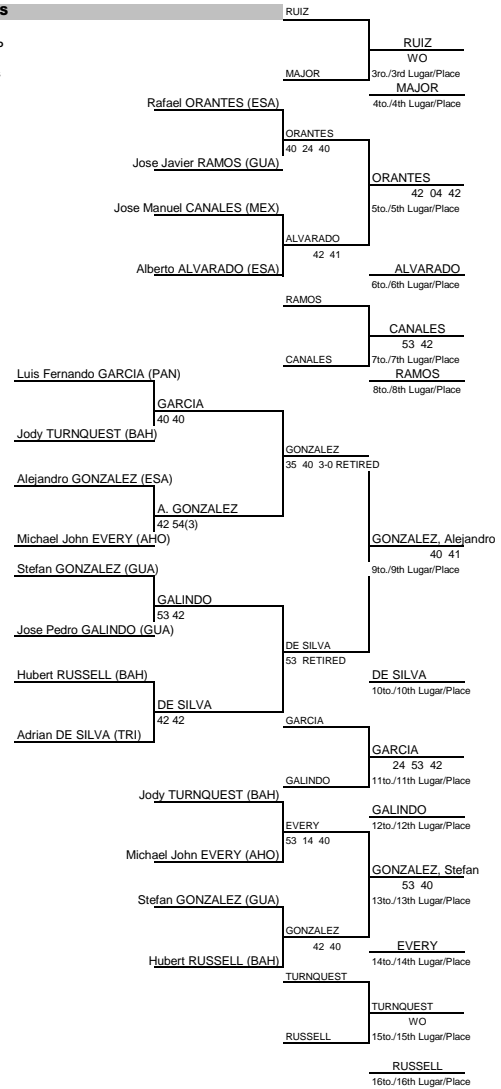 s
RUIZ
RUIZ
WO
MAJOR
3ro./3rd Lugar/Place
MAJOR
4to./4th Lugar/Place
Rafael ORANTES (ESA)
ORANTES
40 24 40
Jose Javier RAMOS (GUA)
ORANTES
42 04 42
5to./5th Lugar/Place
Jose Manuel CANALES (MEX)
ALVARADO
42 41
Alberto ALVARADO (ESA)
ALVARADO
6to./6th Lugar/Place
RAMOS
CANALES
53 42
CANALES
7to./7th Lugar/Place
RAMOS
8to./8th Lugar/Place
Luis Fernando GARCIA (PAN)
GARCIA
40 40
Jody TURNQUEST (BAH)
GONZALEZ
35 40 3-0 RETIRED
Alejandro GONZALEZ (ESA)
A. GONZALEZ
42 54(3)
Michael John EVERY (AHO)
GONZALEZ, Alejandro
40 41
9to./9th Lugar/Place
Stefan GONZALEZ (GUA)
GALINDO
53 42
Jose Pedro GALINDO (GUA)
DE SILVA
53 RETIRED
Hubert RUSSELL (BAH)
DE SILVA
10to./10th Lugar/Place
DE SILVA
42 42
Adrian DE SILVA (TRI)
GARCIA
GARCIA
24 53 42
GALINDO
11to./11th Lugar/Place
Jody TURNQUEST (BAH)
GALINDO
12to./12th Lugar/Place
EVERY
53 14 40
Michael John EVERY (AHO)
GONZALEZ, Stefan
53 40
13to./13th Lugar/Place
Stefan GONZALEZ (GUA)
GONZALEZ
42 40
Hubert RUSSELL (BAH)
EVERY
14to./14th Lugar/Place
TURNQUEST
TURNQUEST
WO
RUSSELL
15to./15th Lugar/Place
RUSSELL
16to./16th Lugar/Place